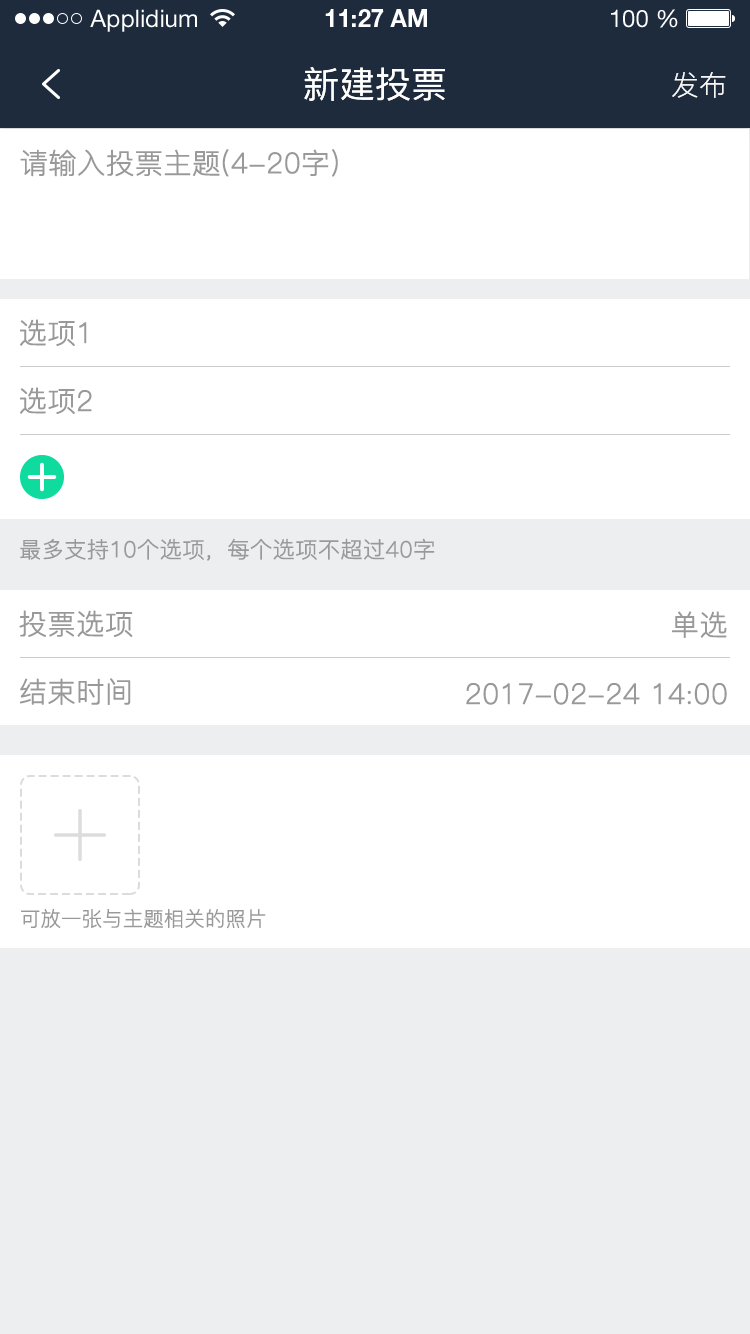 Applidium 11:27 AM 100 %
新建投票 发布
请输入投票主题(4-20字)
选项1
选项2
最多支持10个选项，每个选项不超过40字
投票选项 单选
结束时间 2017-02-24 14:00
可放一张与主题相关的照片